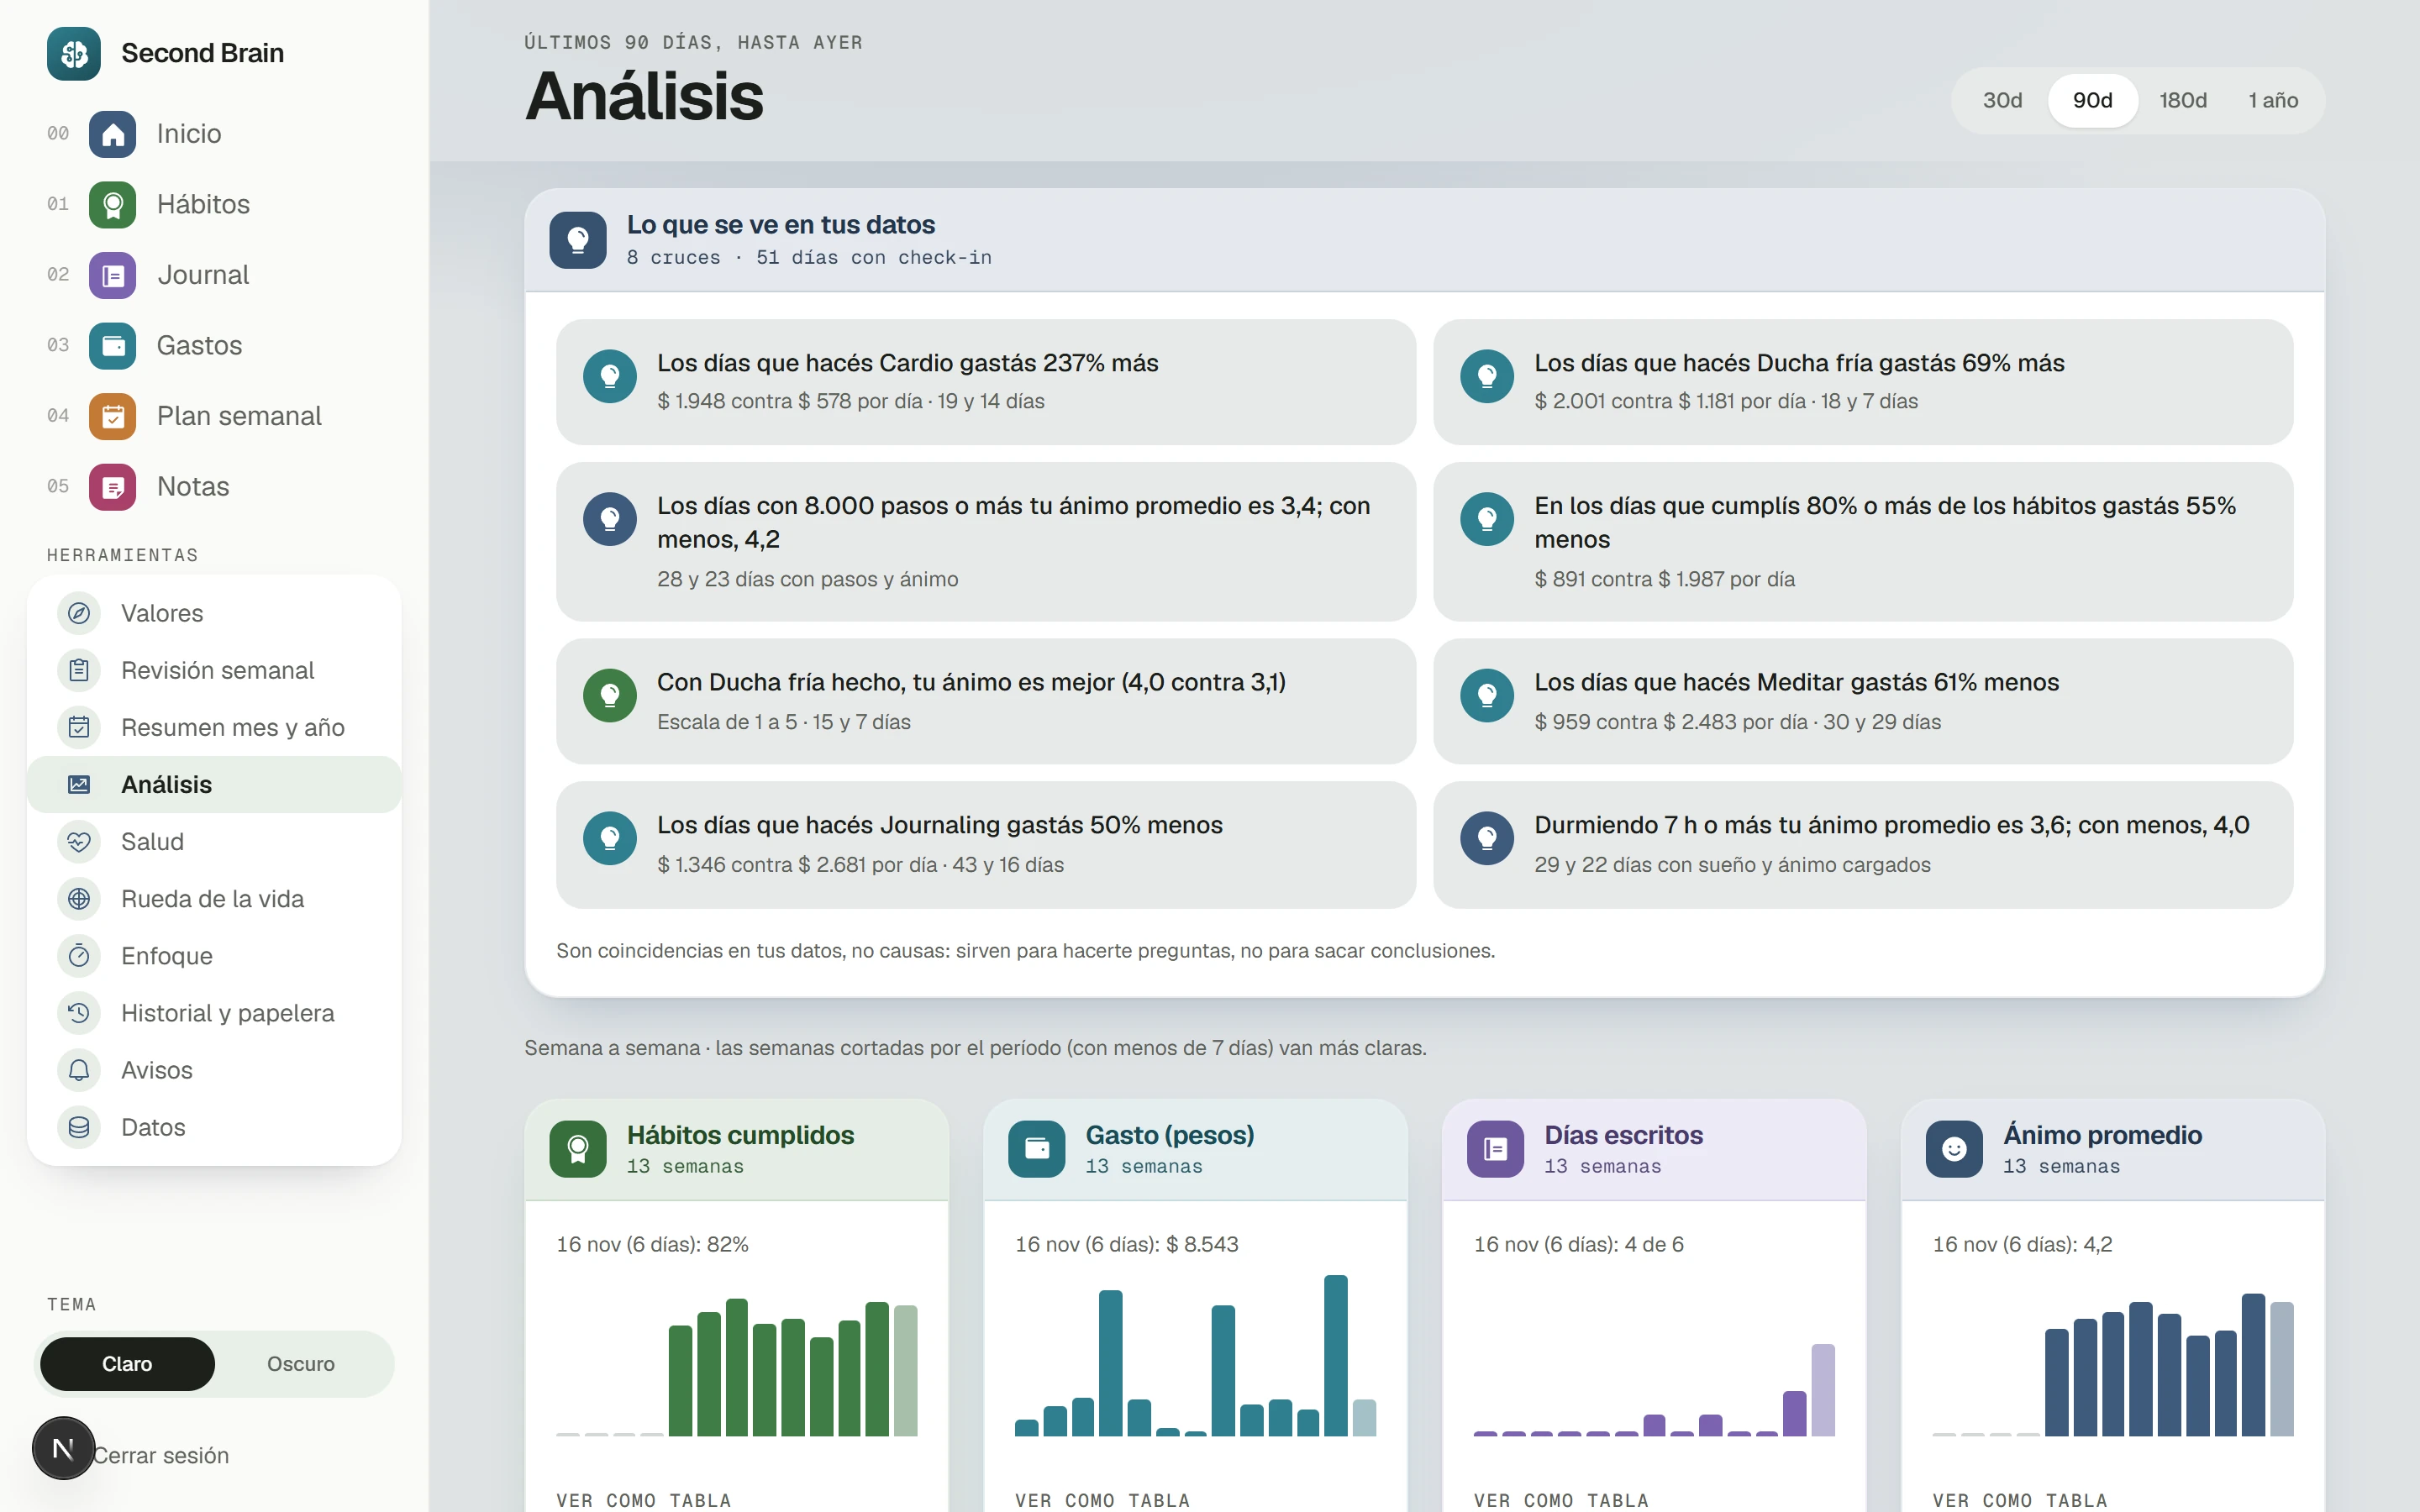 Second Brain
00 Inicio
01 Hábitos
02 Journal
03 Gastos
04 Plan semanal
05 Notas
HERRAMIENTAS
Valores
Revisión semanal
Resumen mes y año
Análisis
Salud
Rueda de la vida
Enfoque
Historial y papelera
Avisos
Datos
TEMA
Claro Oscuro
N Cerrar sesión
ÚLTIMOS 90 DÍAS, HASTA AYER
Análisis
30d 90d 180d 1 año
Lo que se ve en tus datos
8 cruces · 51 días con check-in
Los días que hacés Cardio gastás 237% más
$ 1.948 contra $ 578 por día · 19 y 14 días
Los días que hacés Ducha fría gastás 69% más
$ 2.001 contra $ 1.181 por día · 18 y 7 días
Los días con 8.000 pasos o más tu ánimo promedio es 3,4; con
menos, 4,2
28 y 23 días con pasos y ánimo
En los días que cumplís 80% o más de los hábitos gastás 55%
menos
$ 891 contra $ 1.987 por día
Con Ducha fría hecho, tu ánimo es mejor (4,0 contra 3,1)
Escala de 1 a 5 · 15 y 7 días
Los días que hacés Meditar gastás 61% menos
$ 959 contra $ 2.483 por día · 30 y 29 días
Los días que hacés Journaling gastás 50% menos
$ 1.346 contra $ 2.681 por día · 43 y 16 días
Durmiendo 7 h o más tu ánimo promedio es 3,6; con menos, 4,0
29 y 22 días con sueño y ánimo cargados
Son coincidencias en tus datos, no causas: sirven para hacerte preguntas, no para sacar conclusiones.
Semana a semana · las semanas cortadas por el período (con menos de 7 días) van más claras.
Hábitos cumplidos
13 semanas
16 nov (6 días): 82%
VER COMO TABLA
Gasto (pesos)
13 semanas
16 nov (6 días): $ 8.543
VER COMO TABLA
Días escritos
13 semanas
16 nov (6 días): 4 de 6
VER COMO TABLA
Ánimo promedio
13 semanas
16 nov (6 días): 4,2
VER COMO TABLA